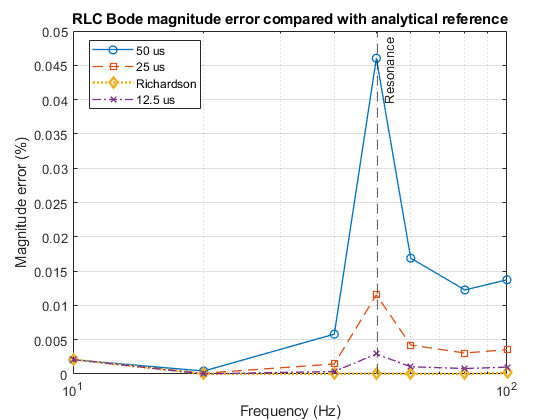 RLC Bode magnitude error compared with analytical reference
50 us
25 us
Richardson
12.5 us
Resonance
Magnitude error (%)
0.05
0.045
0.04
0.035
0.03
0.025
0.02
0.015
0.01
0.005
0
10^1
10^2
Frequency (Hz)